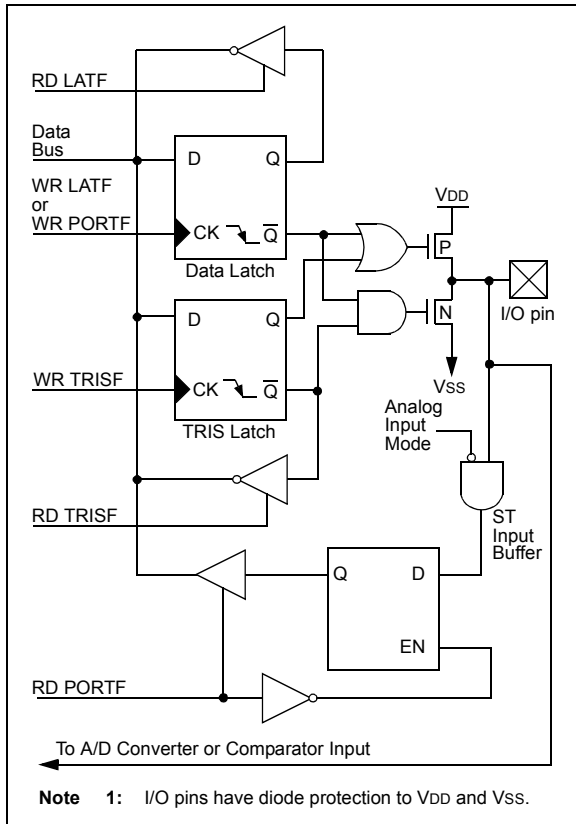 RD LATF
Data
Bus
D Q
WR LATF
or
WR PORTF
CK Q
Data Latch
VDD
P
I/O pin
N
D Q
WR TRISF
CK Q
TRIS Latch
VSS
Analog
Input
Mode
RD TRISF
ST
Input
Buffer
Q D
EN
RD PORTF
To A/D Converter or Comparator Input
Note 1: I/O pins have diode protection to VDD and VSS.